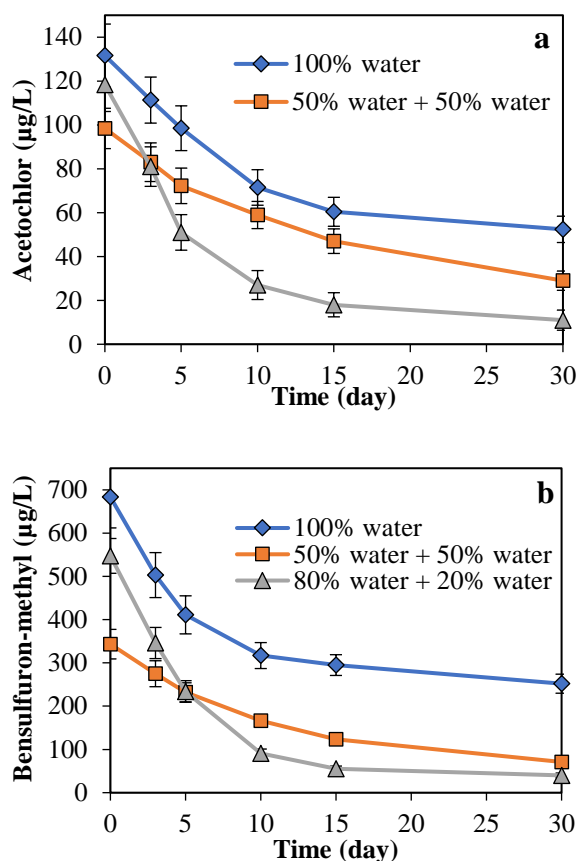 a
140
120
100
80
60
40
20
0
Acetochlor (µg/L)
100% water
50% water + 50% water
0 5 10 15 20 25 30
Time (day)
b
700
600
500
400
300
200
100
0
Bensulfuron-methyl (µg/L)
100% water
50% water + 50% water
80% water + 20% water
0 5 10 15 20 25 30
Time (day)